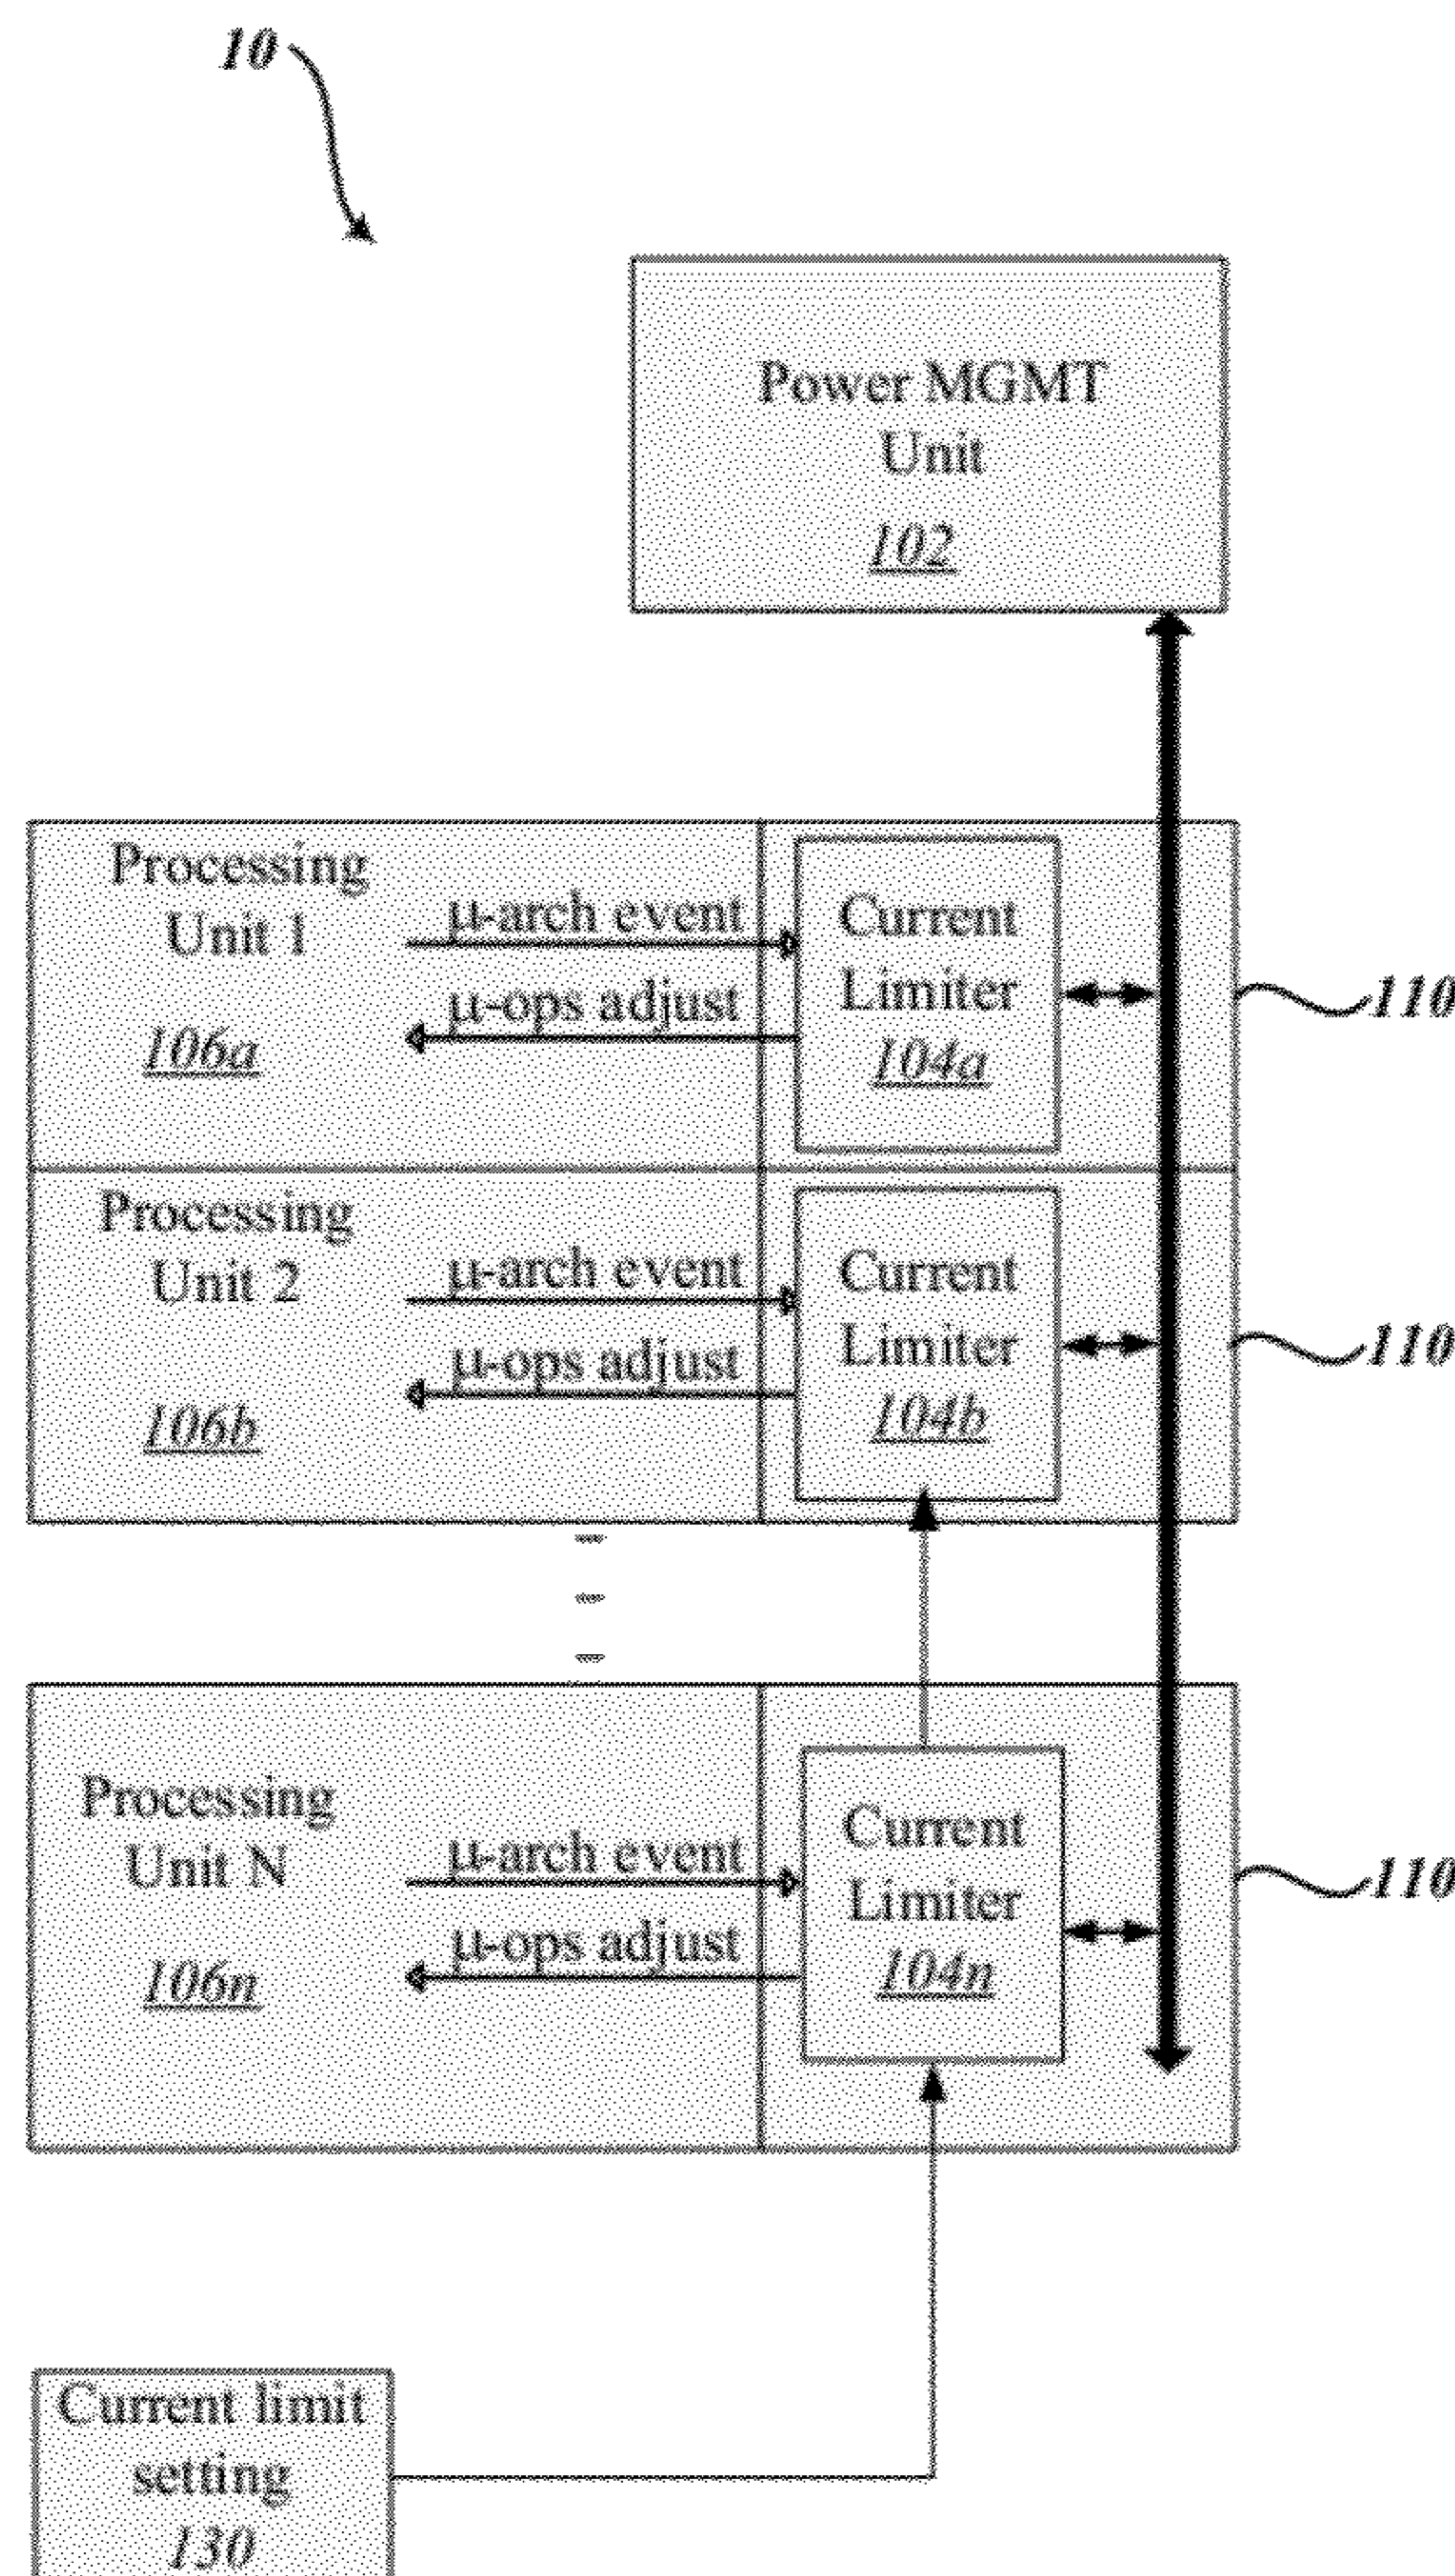 10
Power MGMT
Unit
102
Processing
Unit 1
106a
μ-arch event
μ-ops adjust
Current
Limiter
104a
110
Processing
Unit 2
106b
μ-arch event
μ-ops adjust
Current
Limiter
104b
110
Processing
Unit N
106n
μ-arch event
μ-ops adjust
Current
Limiter
104n
110
Current limit
setting
130